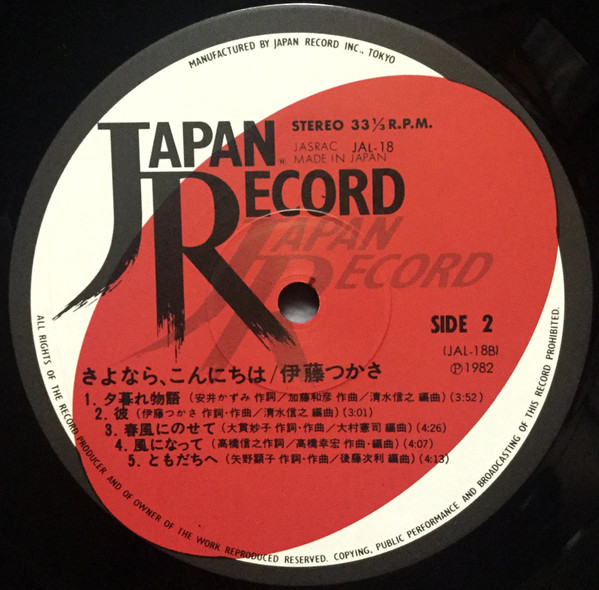 MANUFACTURED BY JAPAN RECORD INC., TOKYO
JAPAN
RECORD
STEREO 33⅓ R.P.M.
JASRAC JAL-18
MADE IN JAPAN
JAPAN
RECORD
SIDE 2
(JAL-18B)
Ⓟ1982
さよなら、こんにちは/伊藤つかさ
1. 夕暮れ物語 (安井かずみ 作詞/加藤和彦 作曲/清水信之 編曲) (3:52)
2. 彼 (伊藤つかさ 作詞・作曲/清水信之 編曲) (3:01)
3. 春風にのせて (大貫妙子 作詞・作曲/大村憲司 編曲) (4:26)
4. 風になって (高橋信之作詞/高橋幸宏 作曲・編曲) (4:07)
5. ともだちへ (矢野顕子 作詞・作曲/後藤次利 編曲) (4:13)
ALL RIGHTS OF THE RECORD PRODUCER AND OF OWNER OF THE WORK REPRODUCED RESERVED. COPYING, PUBLIC PERFORMANCE AND BROADCASTING OF THIS RECORD PROHIBITED.